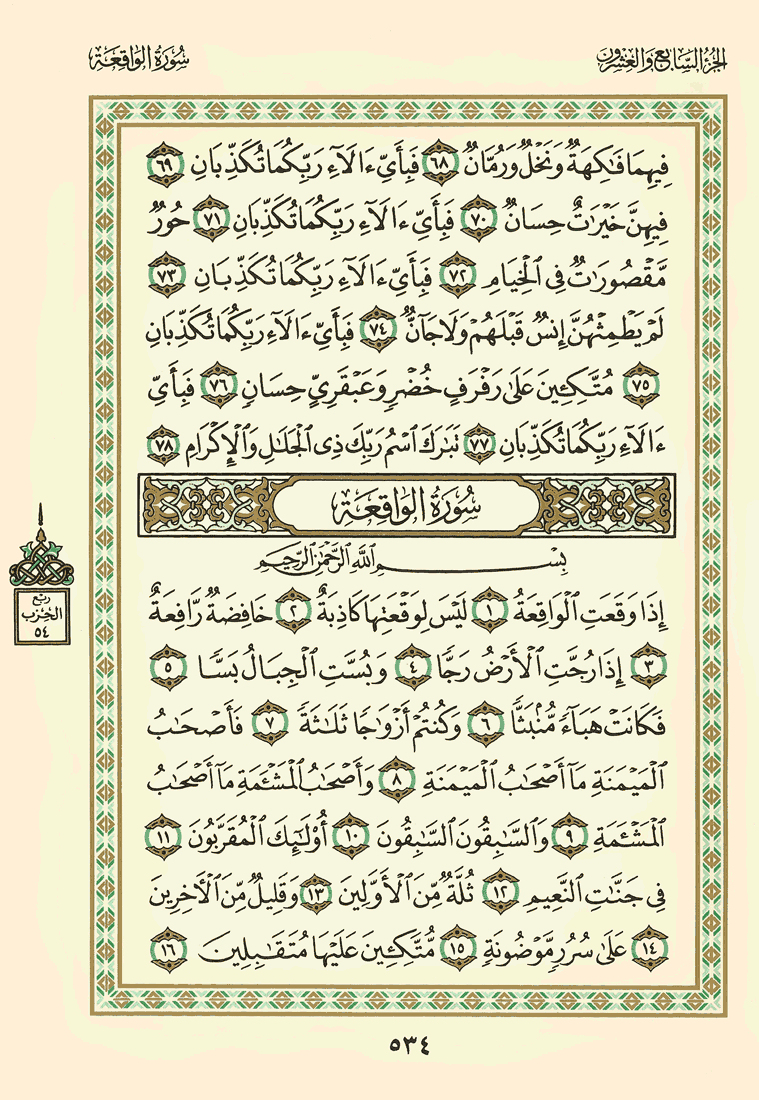 الجزء السابع والعشرون
سُورَةُ الوَاقِعَةِ
فِيهِمَا فَٰكِهَةٌ وَنَخْلٌ وَرُمَّانٌ ٦٨ فَبِأَيِّ ءَالَآءِ رَبِّكُمَا تُكَذِّبَانِ ٦٩
فِيهِنَّ خَيْرَٰتٌ حِسَانٌ ٧٠ فَبِأَيِّ ءَالَآءِ رَبِّكُمَا تُكَذِّبَانِ ٧١ حُورٌ
مَّقْصُورَٰتٌ فِي ٱلْخِيَامِ ٧٢ فَبِأَيِّ ءَالَآءِ رَبِّكُمَا تُكَذِّبَانِ ٧٣
لَمْ يَطْمِثْهُنَّ إِنسٌ قَبْلَهُمْ وَلَا جَآنٌّ ٧٤ فَبِأَيِّ ءَالَآءِ رَبِّكُمَا تُكَذِّبَانِ
٧٥ مُتَّكِـِٔينَ عَلَىٰ رَفْرَفٍ خُضْرٍ وَعَبْقَرِيٍّ حِسَانٍ ٧٦ فَبِأَيِّ
ءَالَآءِ رَبِّكُمَا تُكَذِّبَانِ ٧٧ تَبَٰرَكَ ٱسْمُ رَبِّكَ ذِي ٱلْجَلَٰلِ وَٱلْإِكْرَامِ ٧٨
سُورَةُ الوَاقِعَةِ
بِسْمِ ٱللَّهِ ٱلرَّحْمَٰنِ ٱلرَّحِيمِ
إِذَا وَقَعَتِ ٱلْوَاقِعَةُ ١ لَيْسَ لِوَقْعَتِهَا كَاذِبَةٌ ٢ خَافِضَةٌ رَّافِعَةٌ
٣ إِذَا رُجَّتِ ٱلْأَرْضُ رَجًّا ٤ وَبُسَّتِ ٱلْجِبَالُ بَسًّا ٥
فَكَانَتْ هَبَآءً مُّنۢبَثًّا ٦ وَكُنتُمْ أَزْوَٰجًا ثَلَٰثَةً ٧ فَأَصْحَٰبُ
ٱلْمَيْمَنَةِ مَآ أَصْحَٰبُ ٱلْمَيْمَنَةِ ٨ وَأَصْحَٰبُ ٱلْمَشْـَٔمَةِ مَآ أَصْحَٰبُ
ٱلْمَشْـَٔمَةِ ٩ وَٱلسَّٰبِقُونَ ٱلسَّٰبِقُونَ ١٠ أُو۟لَٰٓئِكَ ٱلْمُقَرَّبُونَ ١١
فِي جَنَّٰتِ ٱلنَّعِيمِ ١٢ ثُلَّةٌ مِّنَ ٱلْأَوَّلِينَ ١٣ وَقَلِيلٌ مِّنَ ٱلْأٓخِرِينَ
١٤ عَلَىٰ سُرُرٍ مَّوْضُونَةٍ ١٥ مُّتَّكِـِٔينَ عَلَيْهَا مُتَقَٰبِلِينَ ١٦
ربع
الحزب
٥٤
٥٣٤